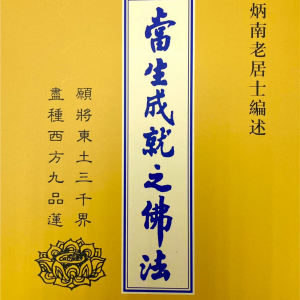 炳南老居士編述
當生成就之佛法
願將東土三千界
盡種西方九品蓮